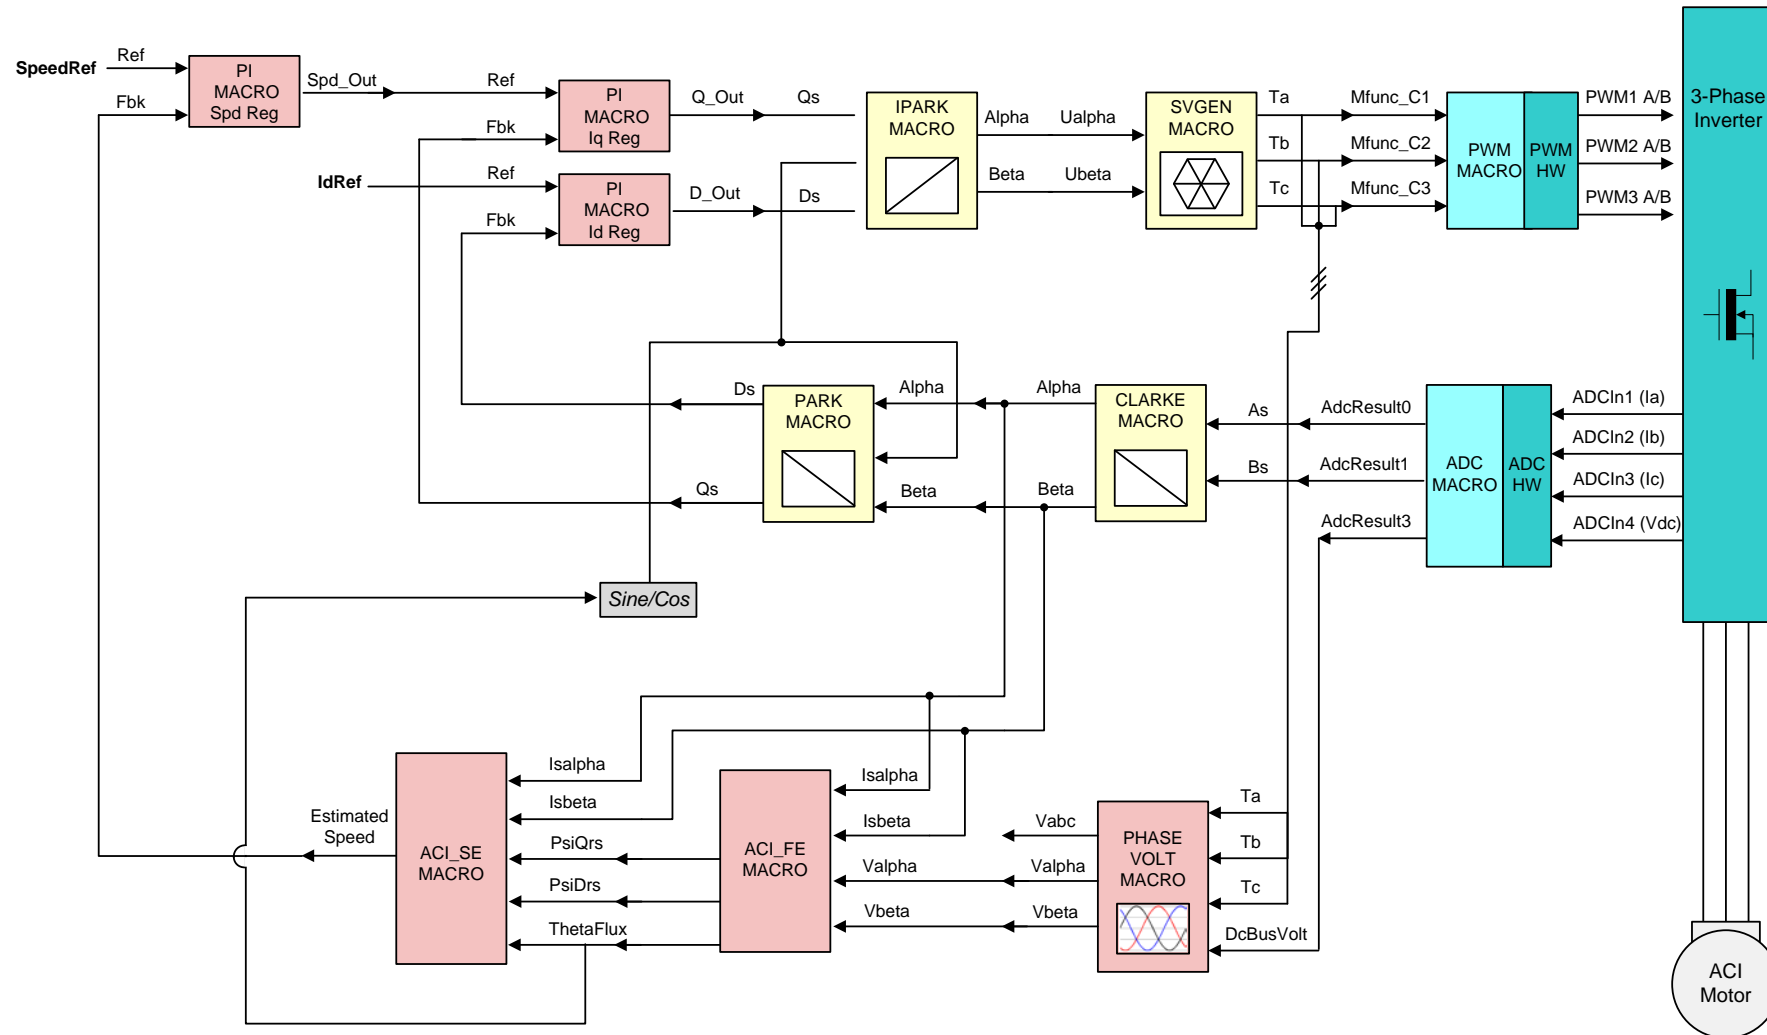 SpeedRef
Ref
Fbk
PI
MACRO
Spd Reg
Spd_Out
Ref
Fbk
PI
MACRO
Iq Reg
Q_Out
Qs
IdRef
Ref
Fbk
PI
MACRO
Id Reg
D_Out
Ds
IPARK
MACRO
Alpha
Ualpha
Beta
Ubeta
SVGEN
MACRO
Ta
Mfunc_C1
Tb
Mfunc_C2
Tc
Mfunc_C3
PWM
MACRO
PWM
HW
PWM1 A/B
PWM2 A/B
PWM3 A/B
3-Phase
Inverter
Ds
Qs
PARK
MACRO
Alpha
Alpha
Beta
Beta
CLARKE
MACRO
As
AdcResult0
Bs
AdcResult1
AdcResult3
ADC
MACRO
ADC
HW
ADCIn1 (Ia)
ADCIn2 (Ib)
ADCIn3 (Ic)
ADCIn4 (Vdc)
Sine/Cos
Estimated
Speed
ACI_SE
MACRO
Isalpha
Isbeta
PsiQrs
PsiDrs
ThetaFlux
ACI_FE
MACRO
Isalpha
Isbeta
Vabc
Valpha
Valpha
Vbeta
Vbeta
PHASE
VOLT
MACRO
Ta
Tb
Tc
DcBusVolt
ACI
Motor